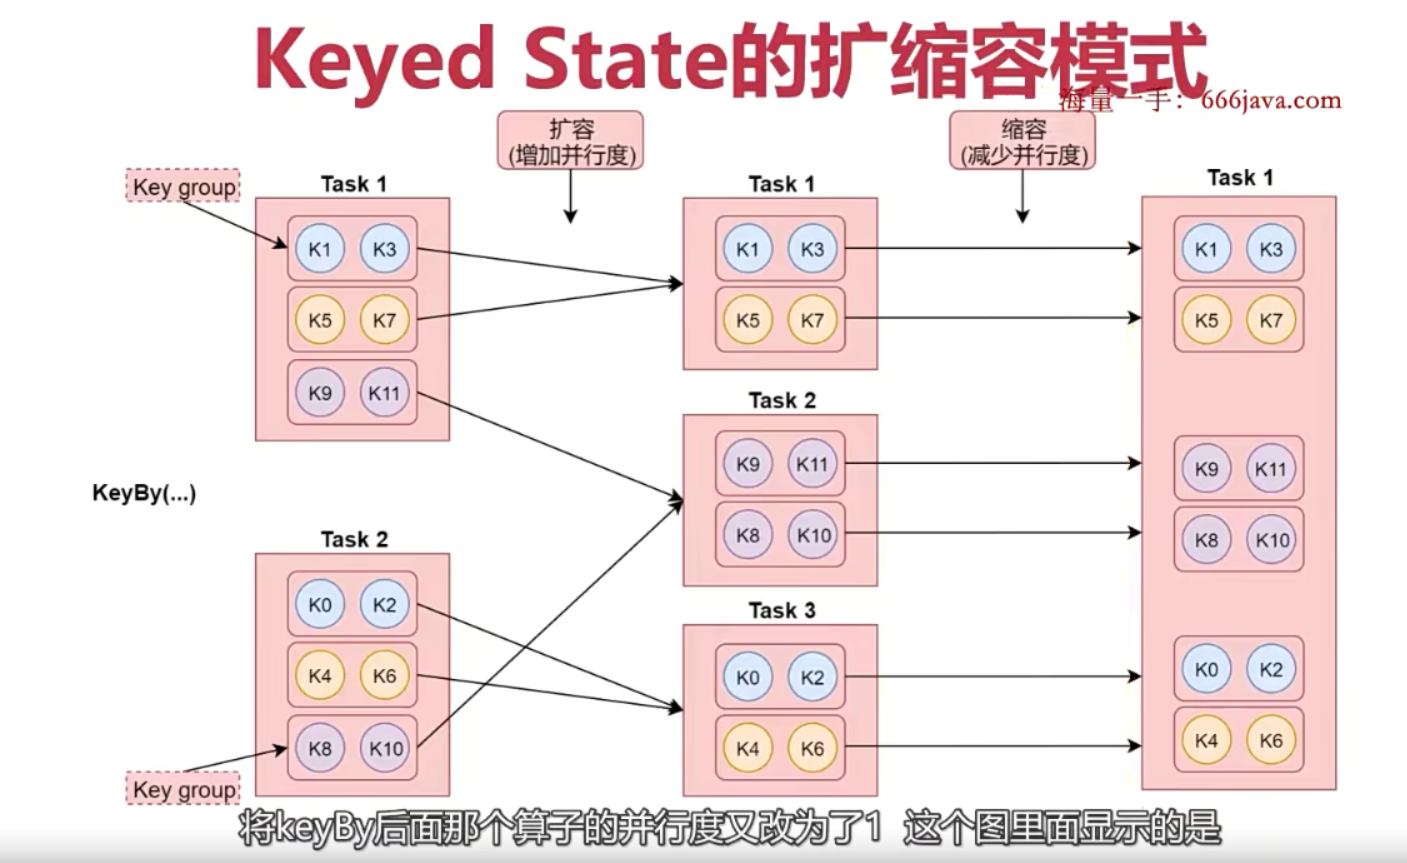 Keyed State的扩缩容模式
海量一手：666java.com
扩容
(增加并行度)
缩容
(减少并行度)
Key group
Task 1
K1 K3
K5 K7
K9 K11
KeyBy(...)
Task 2
K0 K2
K4 K6
K8 K10
Key group
Task 1
K1 K3
K5 K7
Task 2
K9 K11
K8 K10
Task 3
K0 K2
K4 K6
Task 1
K1 K3
K5 K7
K9 K11
K8 K10
K0 K2
K4 K6
将keyBy后面那个算子的并行度又改为了1 这个图里面显示的是